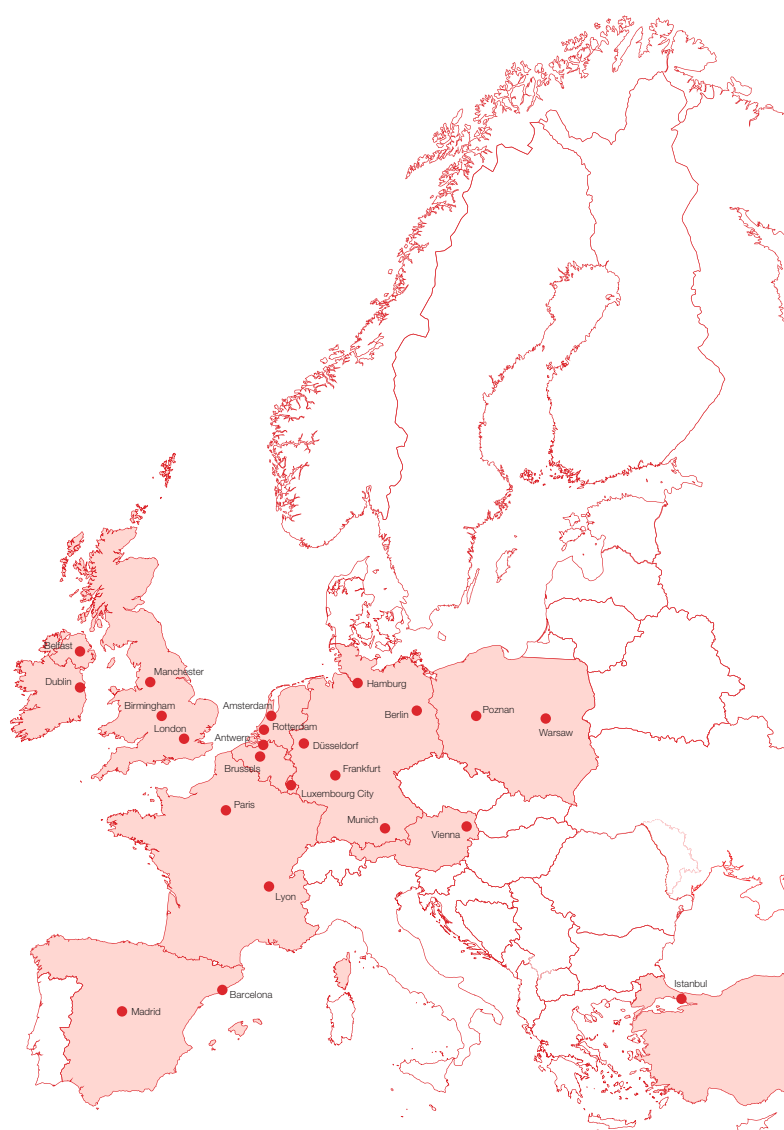 Belfast
Manchester
Dublin
Hamburg
Birmingham
Amsterdam
Poznan
Berlin
London
Rotterdam
Warsaw
Antwerp
Düsseldorf
Brussels
Frankfurt
Luxembourg City
Paris
Munich
Vienna
Lyon
Istanbul
Barcelona
Madrid